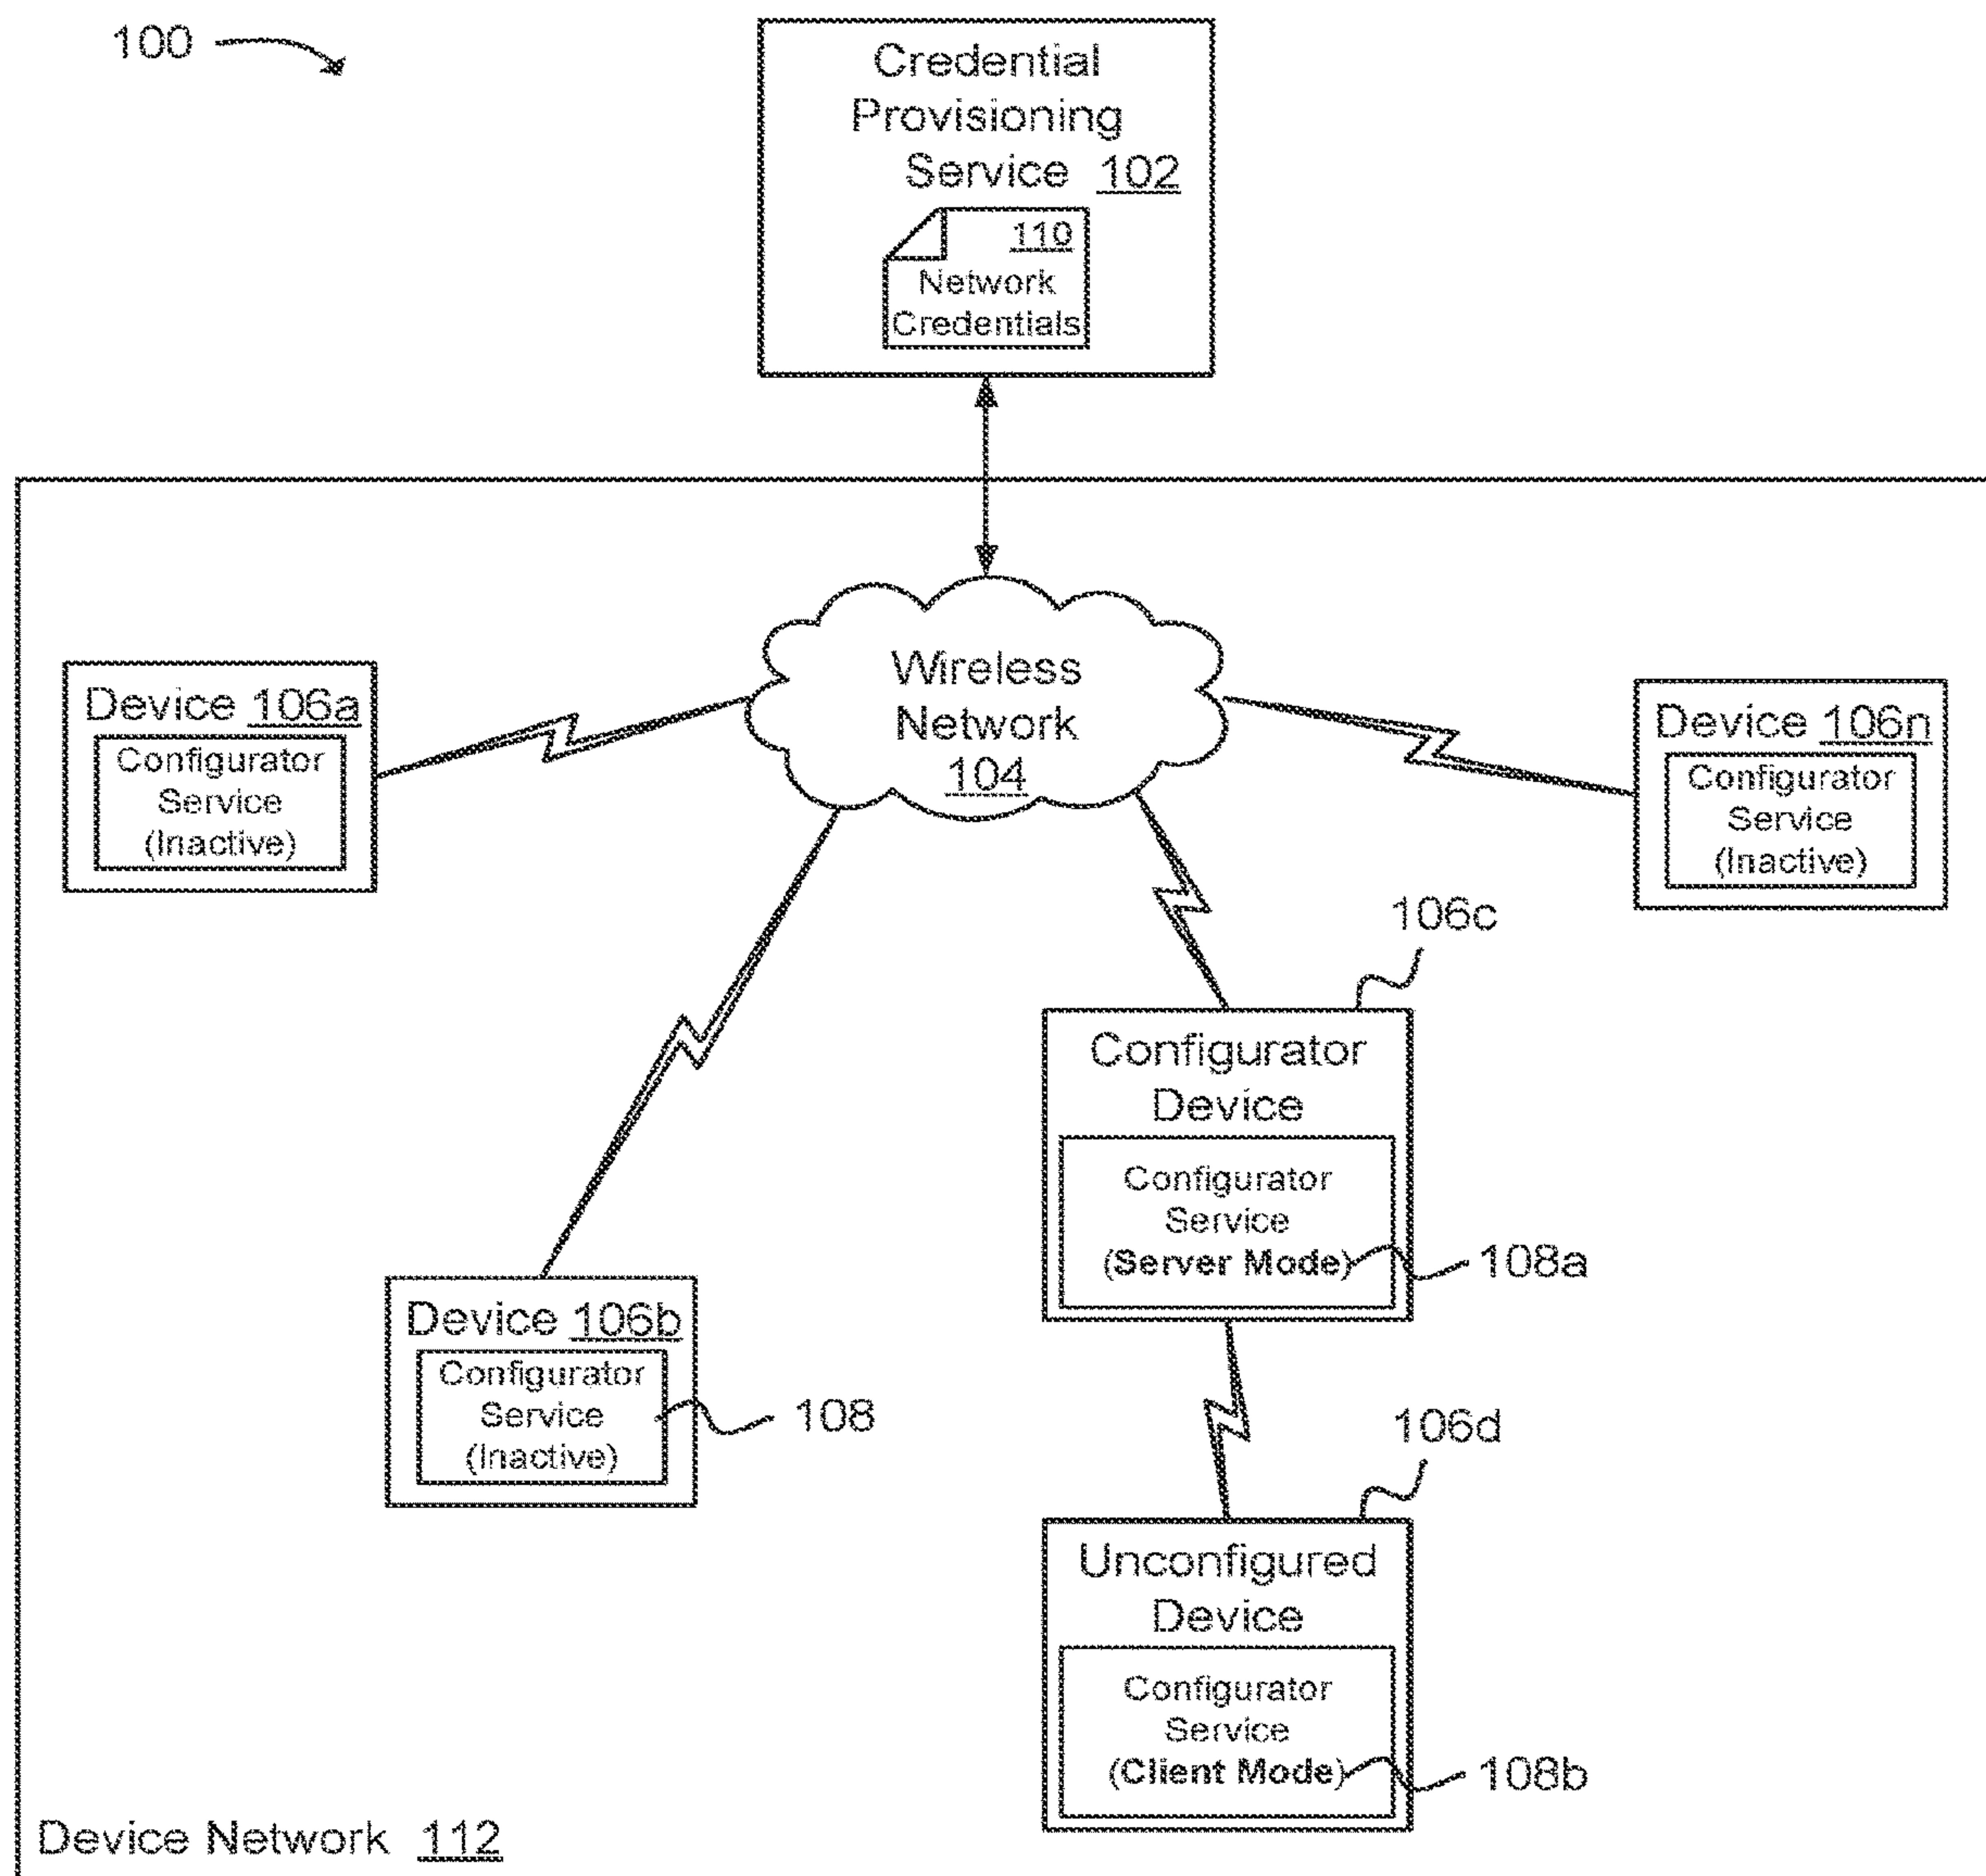 100
Credential
Provisioning
Service 102
110
Network
Credentials
Wireless
Network
104
Device 106a
Configurator
Service
(Inactive)
Device 106n
Configurator
Service
(Inactive)
106c
Configurator
Device
Configurator
Service
(Server Mode)
108a
Device 106b
Configurator
Service
(Inactive)
108
106d
Unconfigured
Device
Configurator
Service
(Client Mode)
108b
Device Network 112